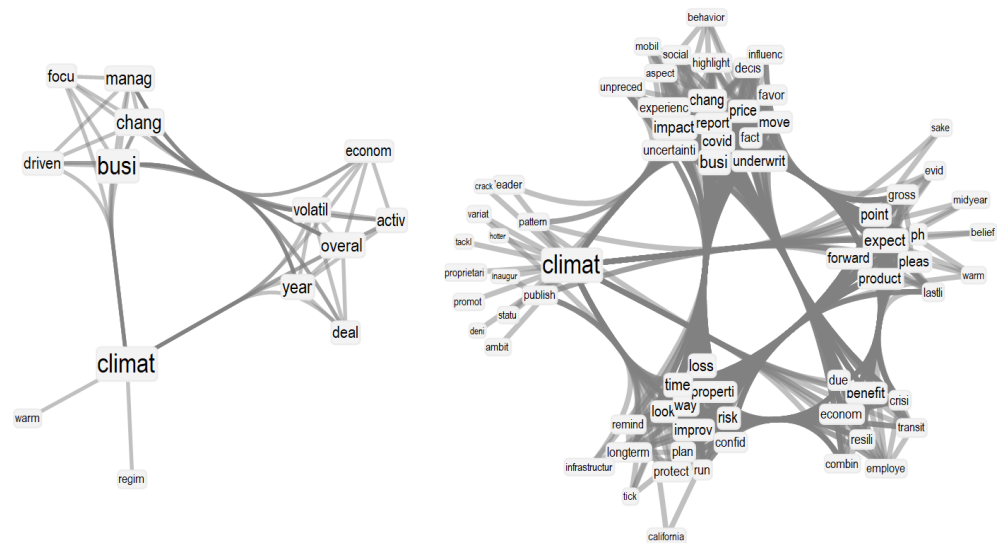 focu
manag
chang
driven
busi
econom
volatil
activ
overal
year
deal
climat
warm
regim
behavior
mobil
social
influenc
highlight
aspect
decis
unpreced
favor
experienc
chang
price
report
move
impact
covid
fact
uncertainti
busi
underwrit
sake
evid
gross
midyear
point
belief
ph
expect
forward
pleas
product
warm
lastli
crack
leader
variat
pattern
hotter
tackl
climat
proprietari
inaugur
publish
promot
statu
deni
ambit
loss
time
properti
way
look
risk
remind
improv
confid
longterm
plan
infrastructur
protect
run
tick
california
due
benefit
crisi
econom
transit
resili
combin
employe